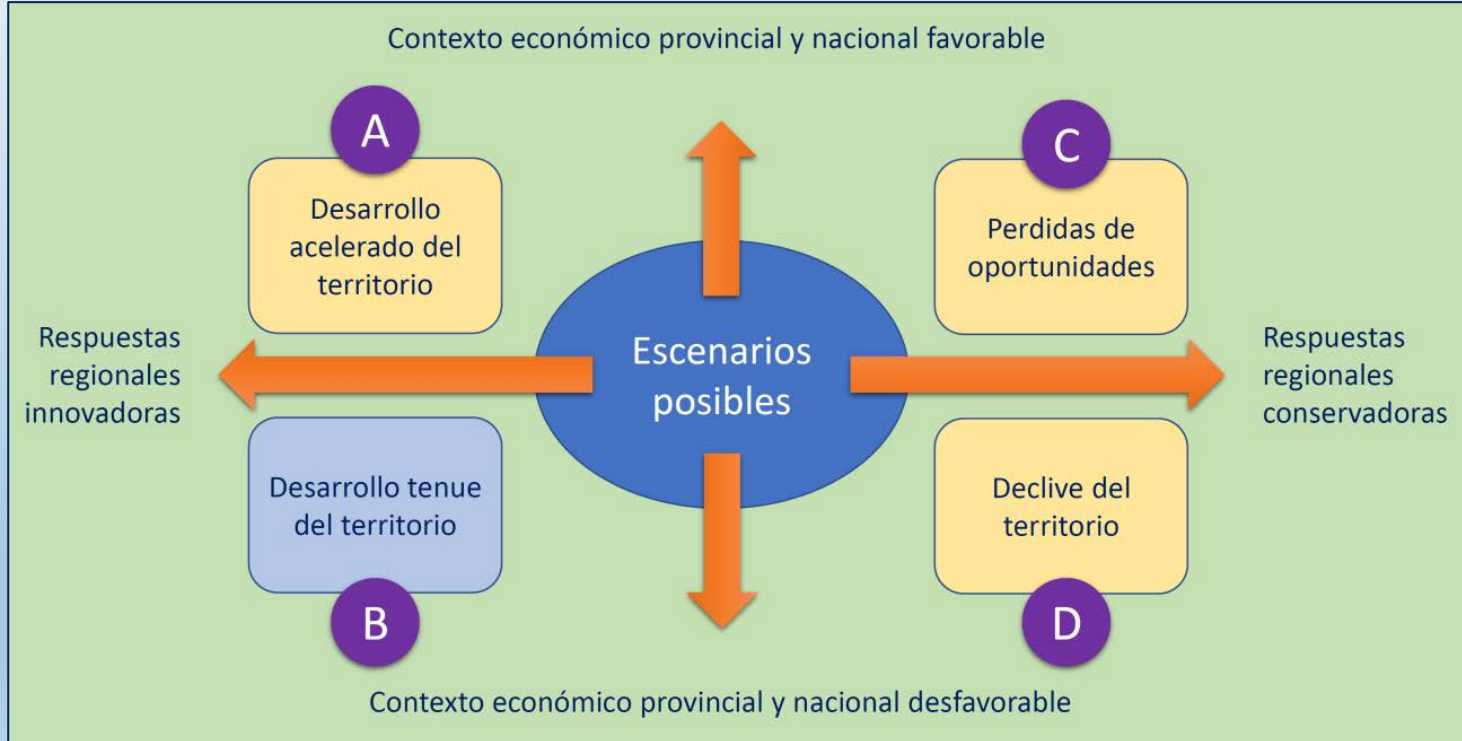 Contexto económico provincial y nacional favorable
A
Desarrollo
acelerado del
territorio
C
Perdidas de
oportunidades
Respuestas
regionales
innovadoras
Escenarios
posibles
Respuestas
regionales
conservadoras
Desarrollo tenue
del territorio
B
Declive del
territorio
D
Contexto económico provincial y nacional desfavorable